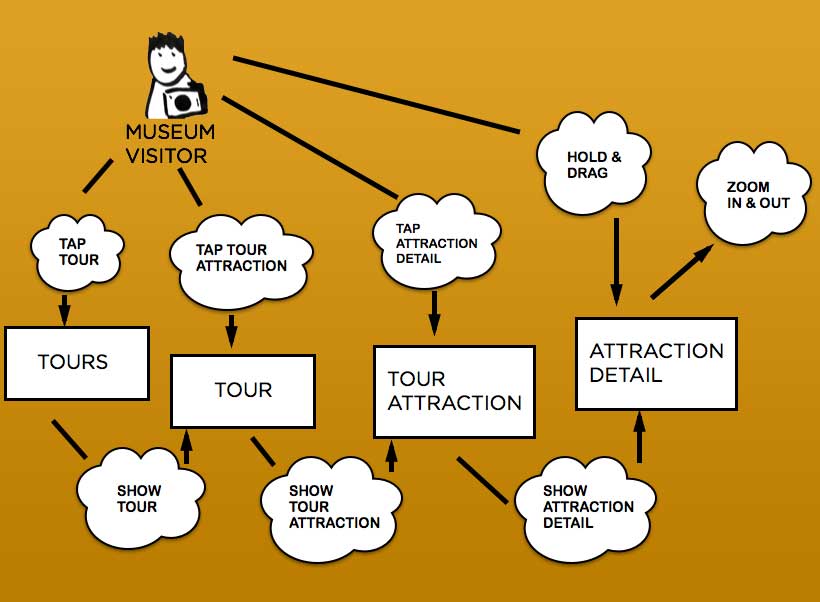 MUSEUM
VISITOR
HOLD &
DRAG
ZOOM
IN & OUT
TAP
TOUR
TAP TOUR
ATTRACTION
TAP
ATTRACTION
DETAIL
TOURS
TOUR
TOUR
ATTRACTION
ATTRACTION
DETAIL
SHOW
TOUR
SHOW
TOUR
ATTRACTION
SHOW
ATTRACTION
DETAIL